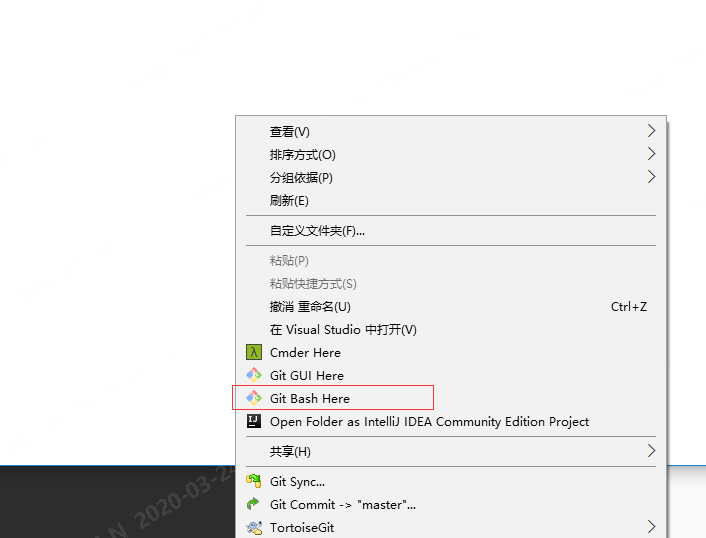 查看(V)
排序方式(O)
分组依据(P)
刷新(E)
自定义文件夹(F)...
粘贴(P)
粘贴快捷方式(S)
撤消 重命名(U) Ctrl+Z
在 Visual Studio 中打开(V)
λ Cmder Here
Git GUI Here
Git Bash Here
IJ Open Folder as IntelliJ IDEA Community Edition Project
共享(H)
Git Sync...
Git Commit -> "master"...
TortoiseGit
N 2020-03-24